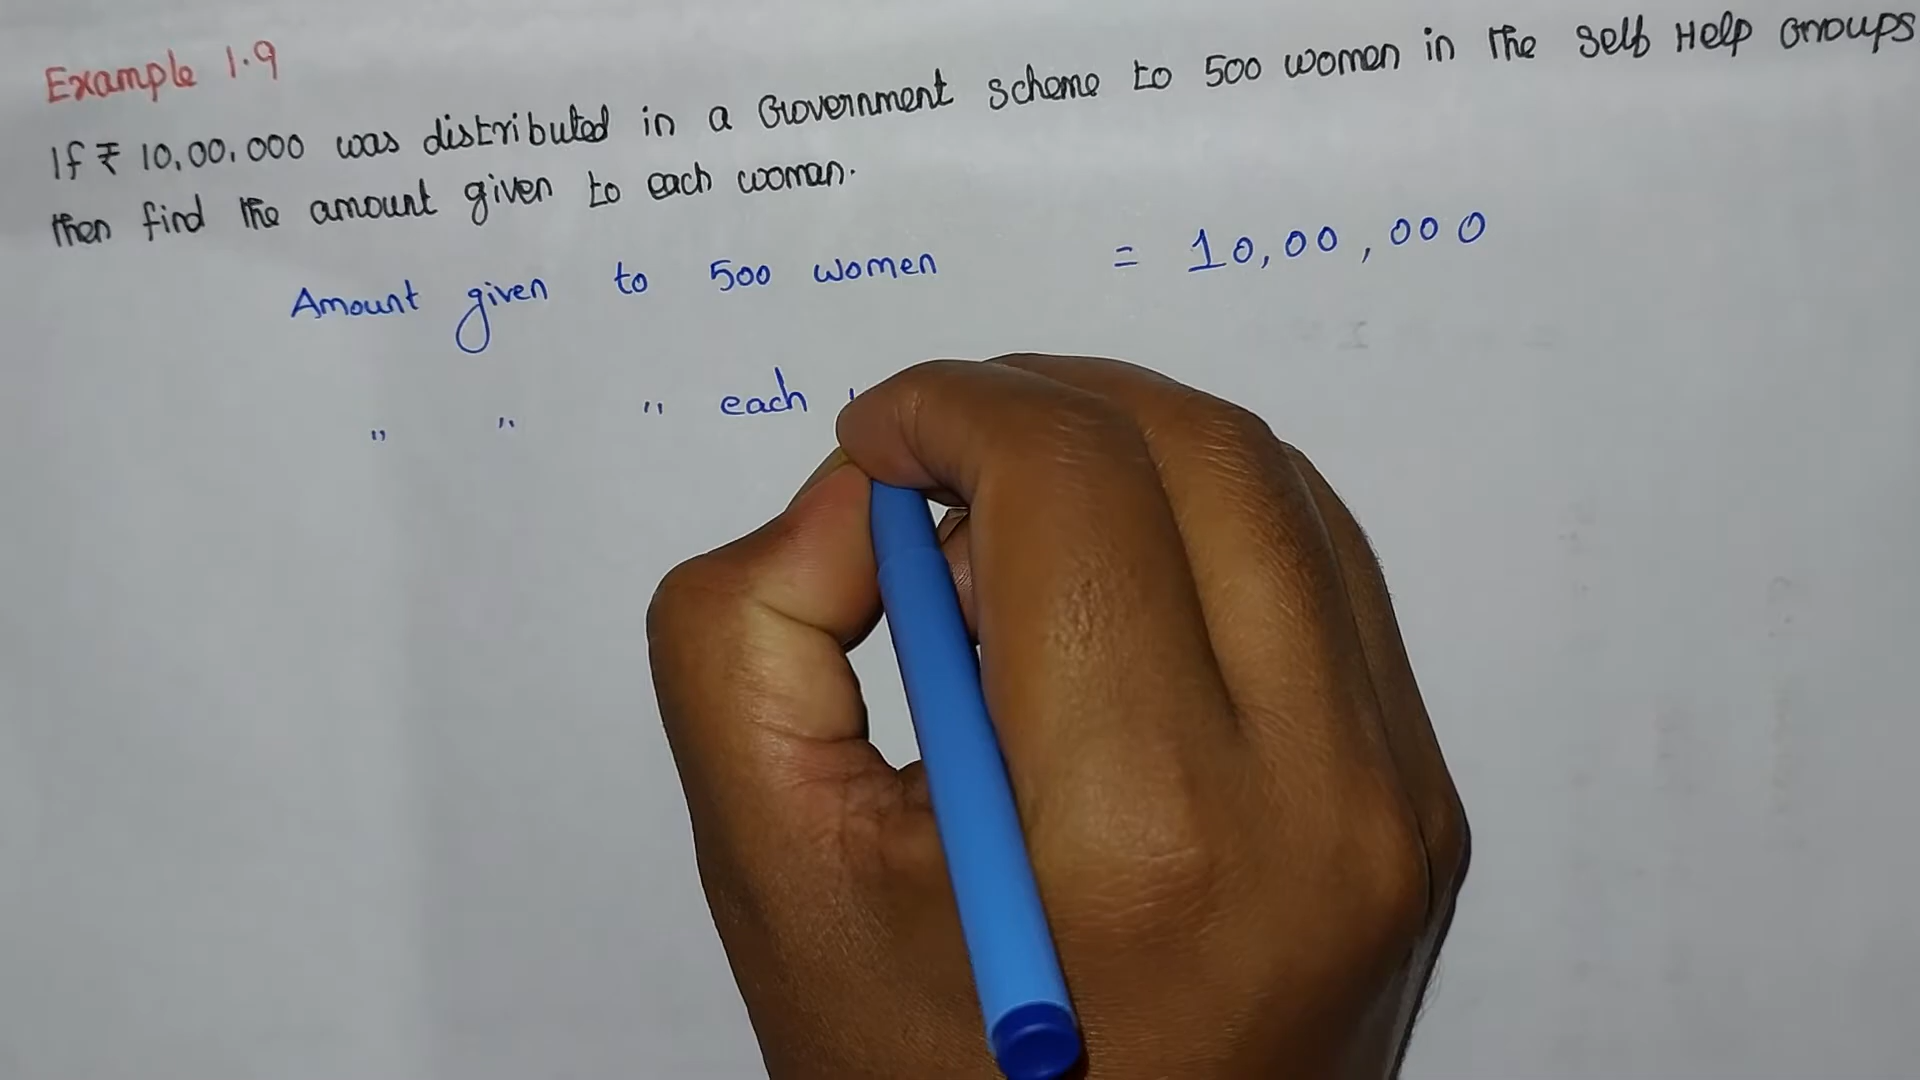 Example 1.9
If ₹ 10,00,000 was distributed in a Government scheme to 500 women in the Self Help Groups
then find the amount given to each woman.
Amount given to 500 women = 10,00,000
" " " each